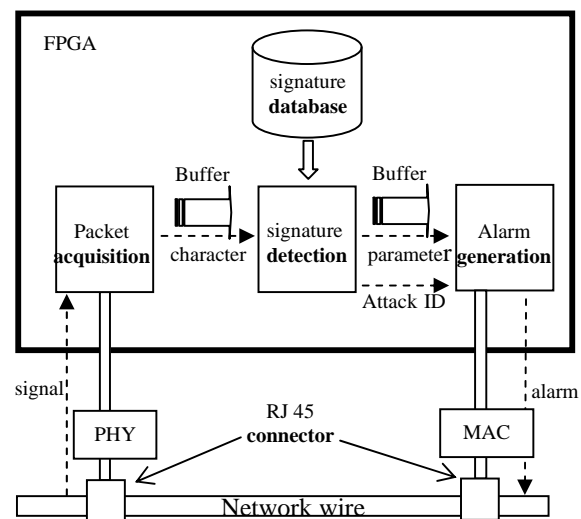 FPGA
signature
database
Buffer
Buffer
Packet
acquisition
character
signature
detection
parameter
Attack ID
Alarm
generation
signal
alarm
PHY
RJ 45
connector
MAC
Network wire